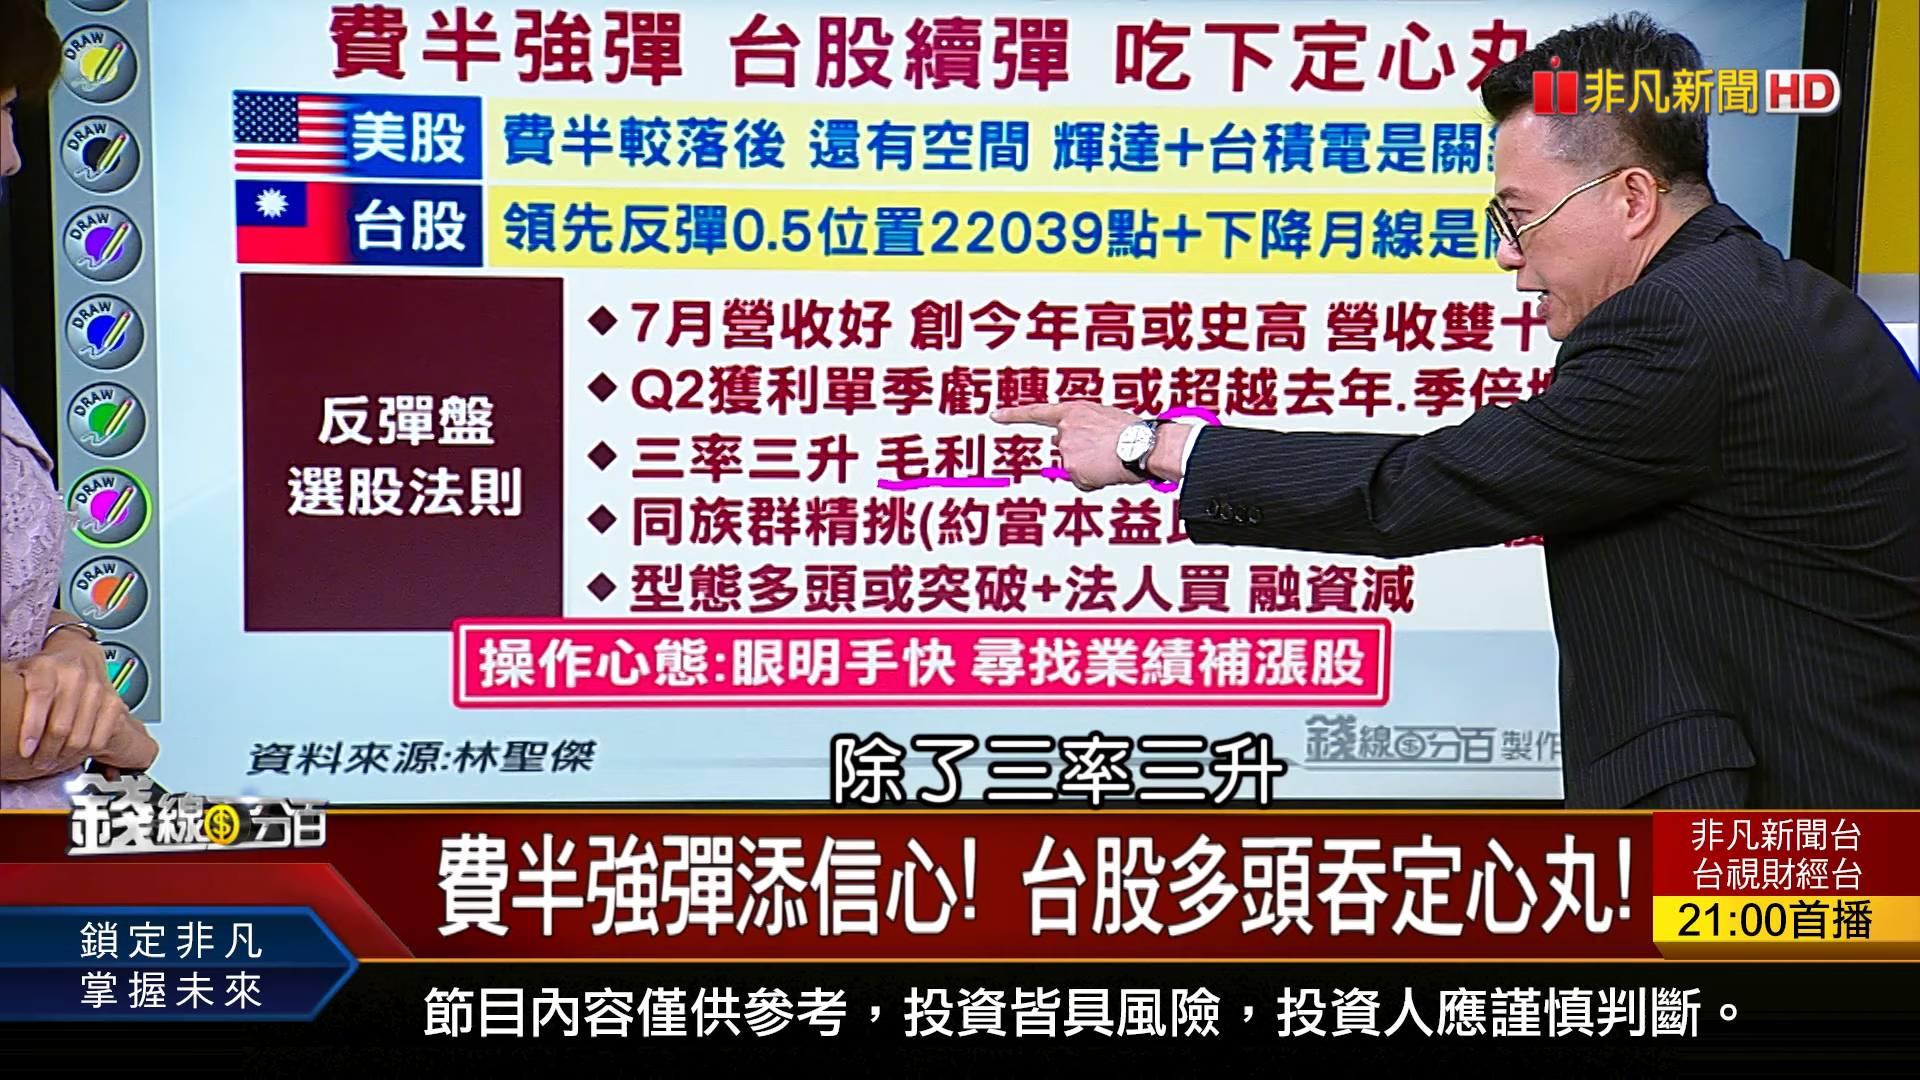 費半強彈 台股續彈 吃下定心丸
非凡新聞HD
美股 費半較落後 還有空間 輝達+台積電是關
台股 領先反彈0.5位置22039點+下降月線是
反彈盤
選股法則
◆7月營收好 創今年高或史高 營收雙十
◆Q2獲利單季虧轉盈或超越去年.季倍增
◆三率三升 毛利率
◆同族群精挑(約當本益
◆型態多頭或突破+法人買 融資減
操作心態:眼明手快 尋找業績補漲股
資料來源:林聖傑
錢線百分百 製作
DRAW
DRAW
DRAW
DRAW
DRAW
DRAW
DRAW
除了三率三升
錢線百分百
費半強彈添信心! 台股多頭吞定心丸!
非凡新聞台
台視財經台
21:00首播
鎖定非凡
掌握未來
節目內容僅供參考，投資皆具風險，投資人應謹慎判斷。